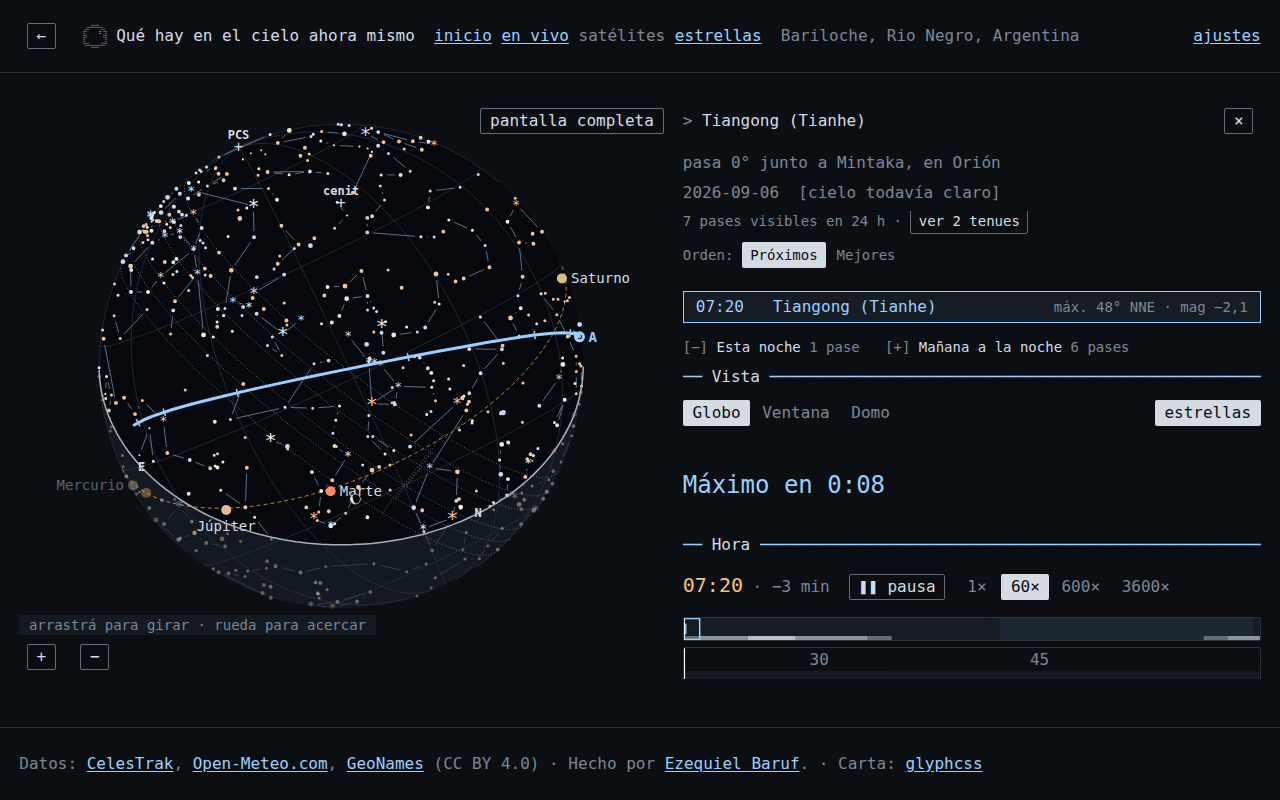 ← Qué hay en el cielo ahora mismo inicio en vivo satélites estrellas Bariloche, Rio Negro, Argentina ajustes
pantalla completa
PCS
cenit
Saturno
A
E
Mercurio
Marte
Júpiter
N
arrastrá para girar · rueda para acercar
+ −
> Tiangong (Tianhe) ×
pasa 0° junto a Mintaka, en Orión
2026-09-06 [cielo todavía claro]
7 pases visibles en 24 h · ver 2 tenues
Orden: Próximos Mejores
07:20 Tiangong (Tianhe) máx. 48° NNE · mag −2,1
[−] Esta noche 1 pase [+] Mañana a la noche 6 pases
Vista
Globo Ventana Domo estrellas
Máximo en 0:08
Hora
07:20 · −3 min ❚❚ pausa 1× 60× 600× 3600×
30 45
Datos: CelesTrak, Open-Meteo.com, GeoNames (CC BY 4.0) · Hecho por Ezequiel Baruf. · Carta: glyphcss